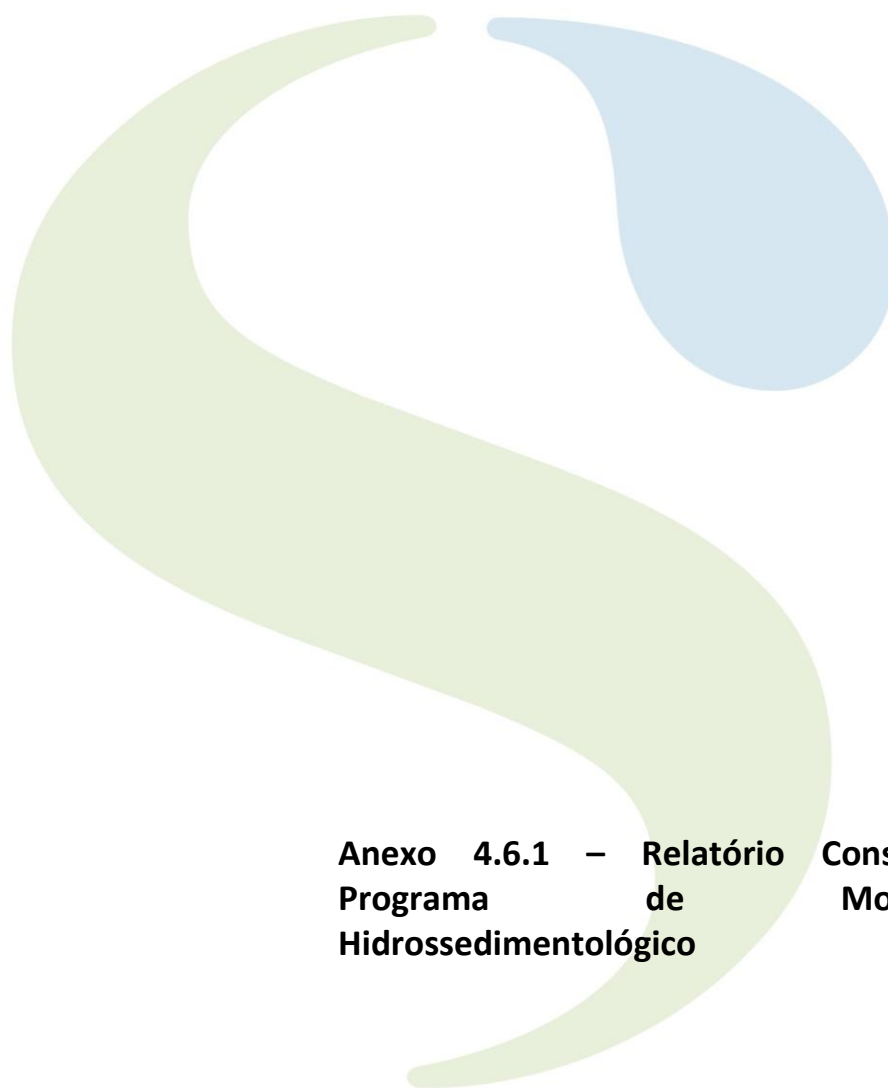 Anexo 4.6.1 – Relatório Cons
Programa de Mo
Hidrossedimentológico